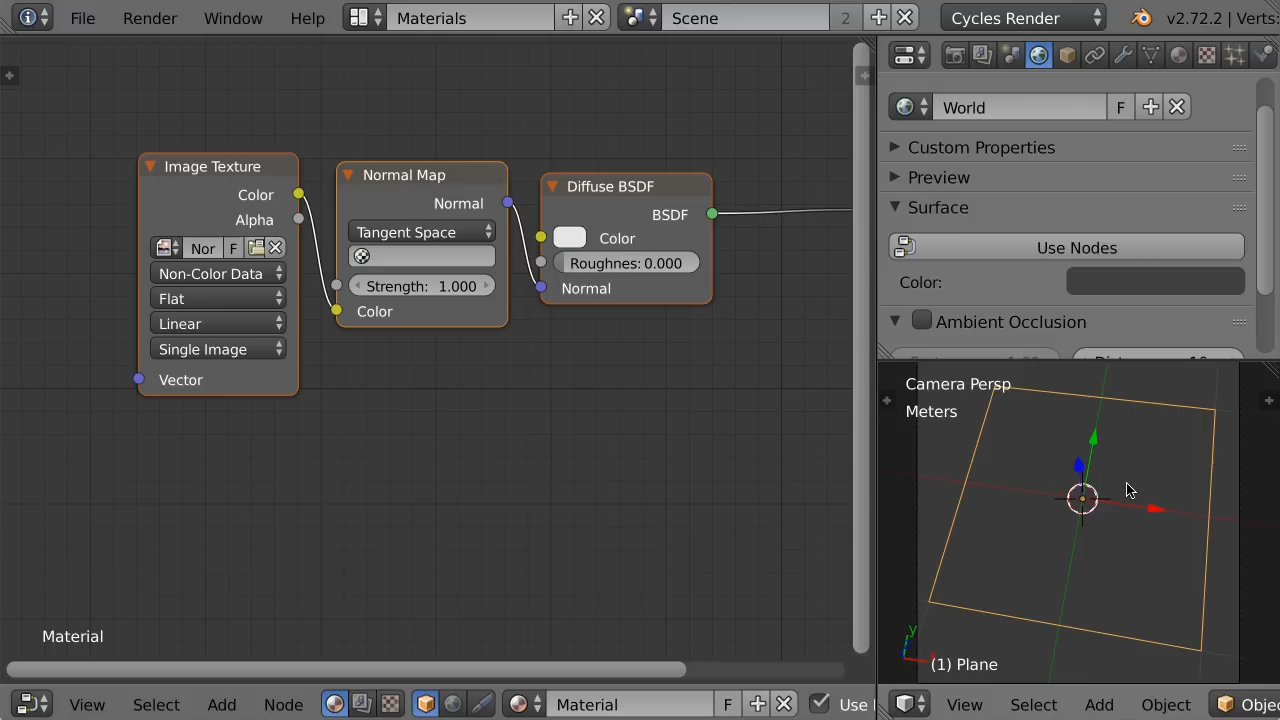 File Render Window Help Materials Scene 2 Cycles Render v2.72.2 | Verts:
World F
Custom Properties
Preview
Surface
Use Nodes
Color:
Ambient Occlusion
Image Texture
Color
Alpha
Nor F
Non-Color Data
Flat
Linear
Single Image
Vector
Normal Map
Normal
Tangent Space
Strength: 1.000
Color
Diffuse BSDF
BSDF
Color
Roughness: 0.000
Normal
Material
Camera Persp
Meters
y
(1) Plane
View Select Add Node Material F Use
View Select Add Object Obje